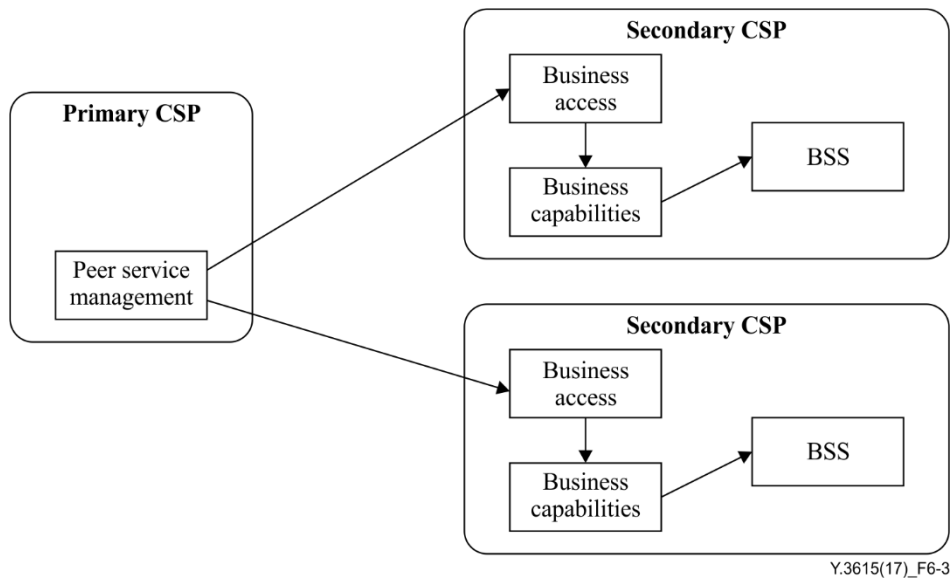 Primary CSP
Peer service
management
Secondary CSP
Business
access
Business
capabilities
BSS
Secondary CSP
Business
access
Business
capabilities
BSS
Y.3615(17)_F6-3